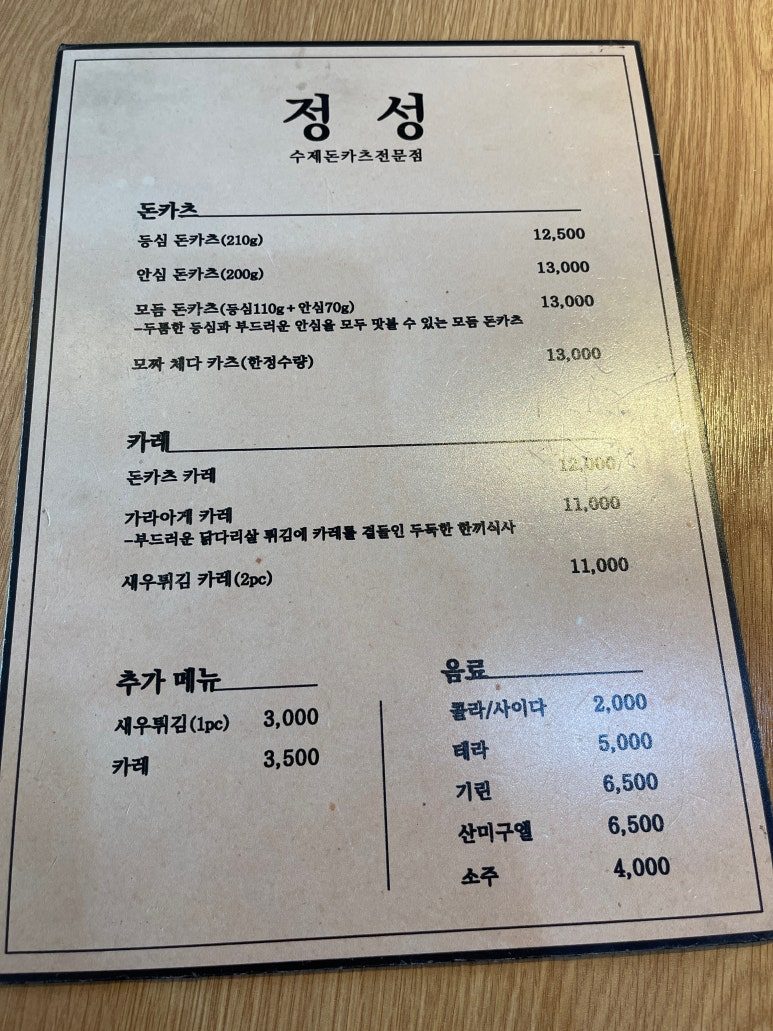 정 성
수제돈카츠전문점
돈카츠
등심 돈카츠(210g) 12,500
안심 돈카츠(200g) 13,000
모듬 돈카츠(등심110g+안심70g) 13,000
-두툼한 등심과 부드러운 안심을 모두 맛볼 수 있는 모듬 돈카츠
모짜 체다 카츠(한정수량) 13,000
카레
돈카츠 카레 12,000
가라아게 카레 11,000
-부드러운 닭다리살 튀김에 카레를 곁들인 두둑한 한끼식사
새우튀김 카레(2pc) 11,000
추가 메뉴
새우튀김(1pc) 3,000
카레 3,500
음료
콜라/사이다 2,000
테라 5,000
기린 6,500
산미구엘 6,500
소주 4,000